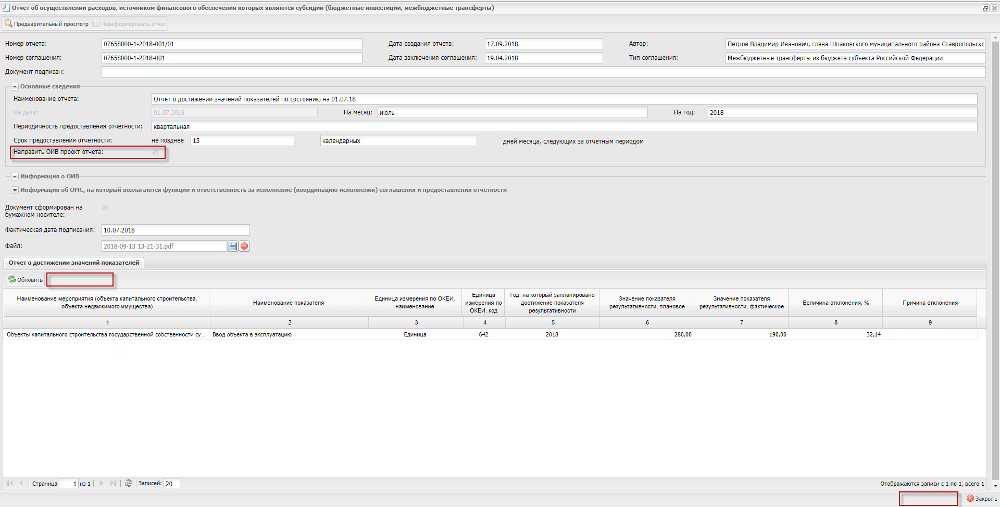 Отчет об осуществлении расходов, источником финансового обеспечения которых являются субсидии (бюджетные инвестиции, межбюджетные трансферты)
Предварительный просмотр Переформировать отчет
Номер отчета: 07658000-1-2018-001/01 Дата создания отчета: 17.09.2018 Автор: Петров Владимир Иванович, глава Шпаковского муниципального района Ставропольско
Номер соглашения: 07658000-1-2018-001 Дата заключения соглашения: 19.04.2018 Тип соглашения: Межбюджетные трансферты из бюджета субъекта Российской Федерации
Документ подписан:
Основные сведения
Наименование отчета: Отчет о достижении значений показателей по состоянию на 01.07.18
На дату: 01.07.2018 На месяц: июль На год: 2018
Периодичность предоставления отчетности: квартальная
Срок предоставления отчетности: не позднее 15 календарных дней месяца, следующих за отчетным периодом
Направить ОИВ проект отчета:
Информация о ОИВ
Информация об ОМС, на который возлагаются функции и ответственность за исполнение (координацию исполнения) соглашения и предоставления отчетности
Документ сформирован на
бумажном носителе:
Фактическая дата подписания: 10.07.2018
Файл: 2018-09-13 13-21-31.pdf
Отчет о достижении значений показателей
Обновить
Наименование мероприятия (объекта капитального строительства,
объекта недвижимого имущества)
Наименование показателя
Единица измерения по ОКЕИ,
наименование
Единица
измерения по
ОКЕИ, код
Год, на который запланировано
достижение показателя
результативности
Значение показателя
результативности, плановое
Значение показателя
результативности, фактическое
Величина отклонения, %
Причина отклонения
1 2 3 4 5 6 7 8 9
Объекты капитального строительства государственной собственности су... Ввод объекта в эксплуатацию Единица 642 2018 280,00 190,00 32,14
Страница 1 из 1 Записей: 20 Отображаются записи с 1 по 1, всего 1
Закрыть